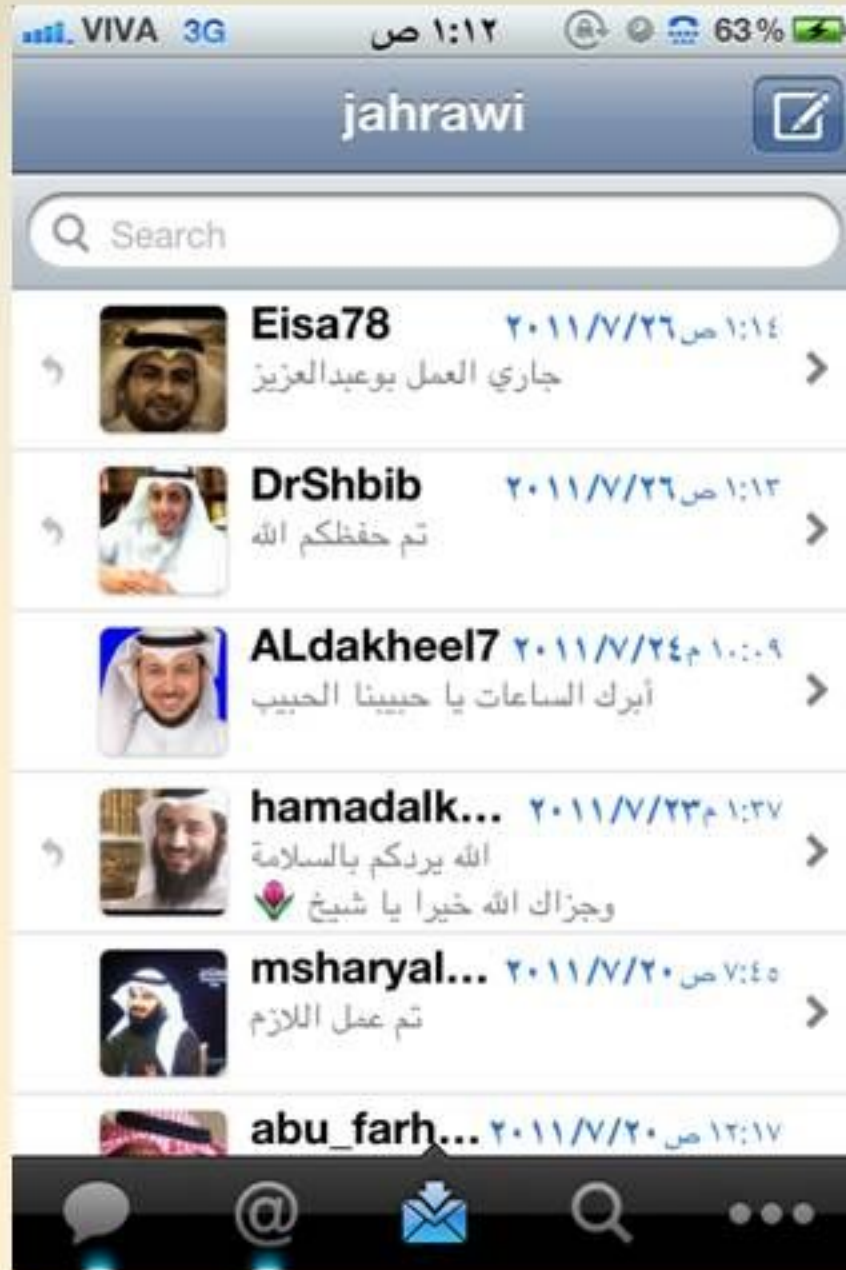 VIVA 3G ١:١٢ ص 63%
jahrawi
Search
Eisa78 ٢٠١١/٧/٢٦ ١:١٤ ص
جاري العمل بوعبدالعزيز
DrShbib ٢٠١١/٧/٢٦ ١:١٣ ص
تم حفظكم الله
ALdakheel7 ٢٠١١/٧/٢٤ ١٠:٠٩ م
أبرك الساعات يا حبيبنا الحبيب
hamadalk... ٢٠١١/٧/٢٣ ١:٣٧ م
الله يردكم بالسلامة
وجزاك الله خيرا يا شيخ 🌷
msharyal... ٢٠١١/٧/٢٠ ٧:٤٥ ص
تم عمل اللازم
abu_farh... ٢٠١١/٧/٢٠ ١٢:١٧ ص